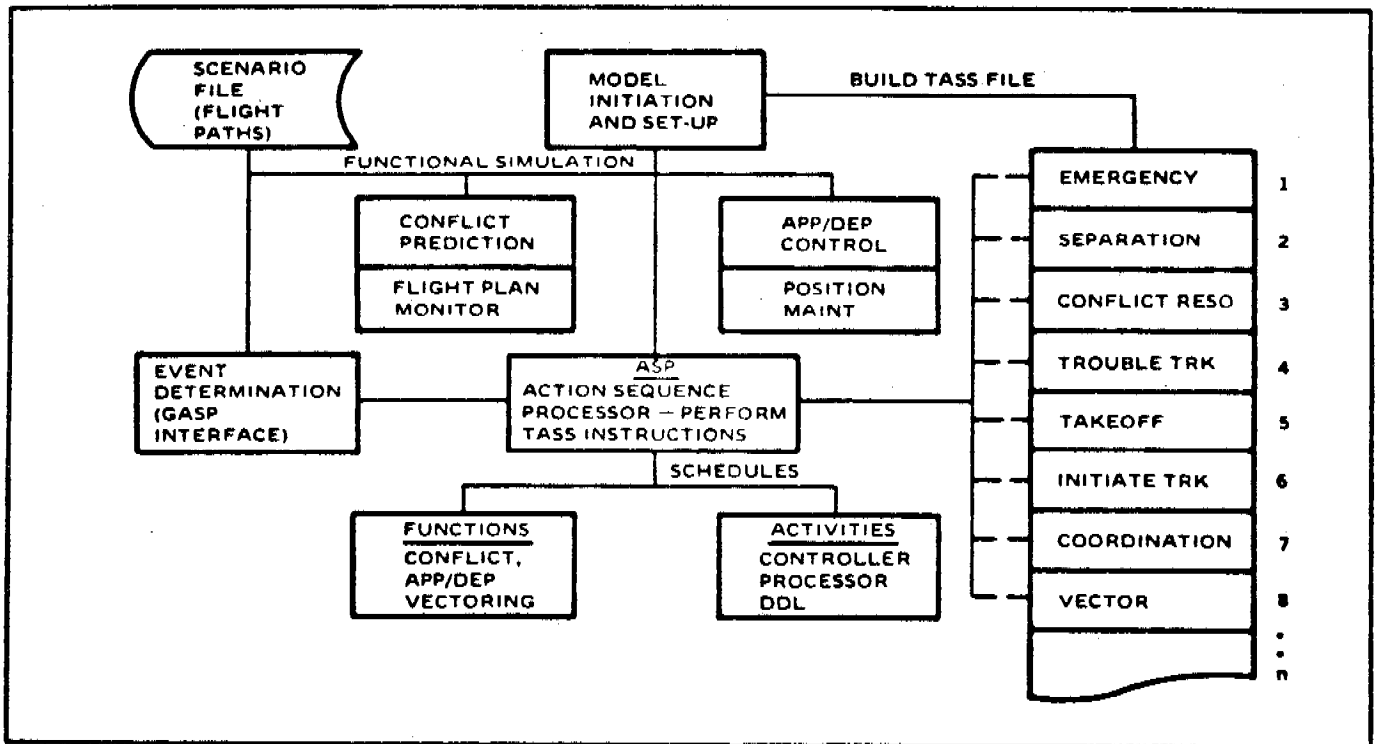 SCENARIO
FILE
(FLIGHT
PATHS)
MODEL
INITIATION
AND SET-UP
BUILD TASS FILE
FUNCTIONAL SIMULATION
CONFLICT
PREDICTION
FLIGHT PLAN
MONITOR
APP/DEP
CONTROL
POSITION
MAINT
EVENT
DETERMINATION
(GASP
INTERFACE)
ASP
ACTION SEQUENCE
PROCESSOR — PERFORM
TASS INSTRUCTIONS
SCHEDULES
FUNCTIONS
CONFLICT,
APP/DEP
VECTORING
ACTIVITIES
CONTROLLER
PROCESSOR
DDL
EMERGENCY 1
SEPARATION 2
CONFLICT RESO 3
TROUBLE TRK 4
TAKEOFF 5
INITIATE TRK 6
COORDINATION 7
VECTOR 8
•
•
n